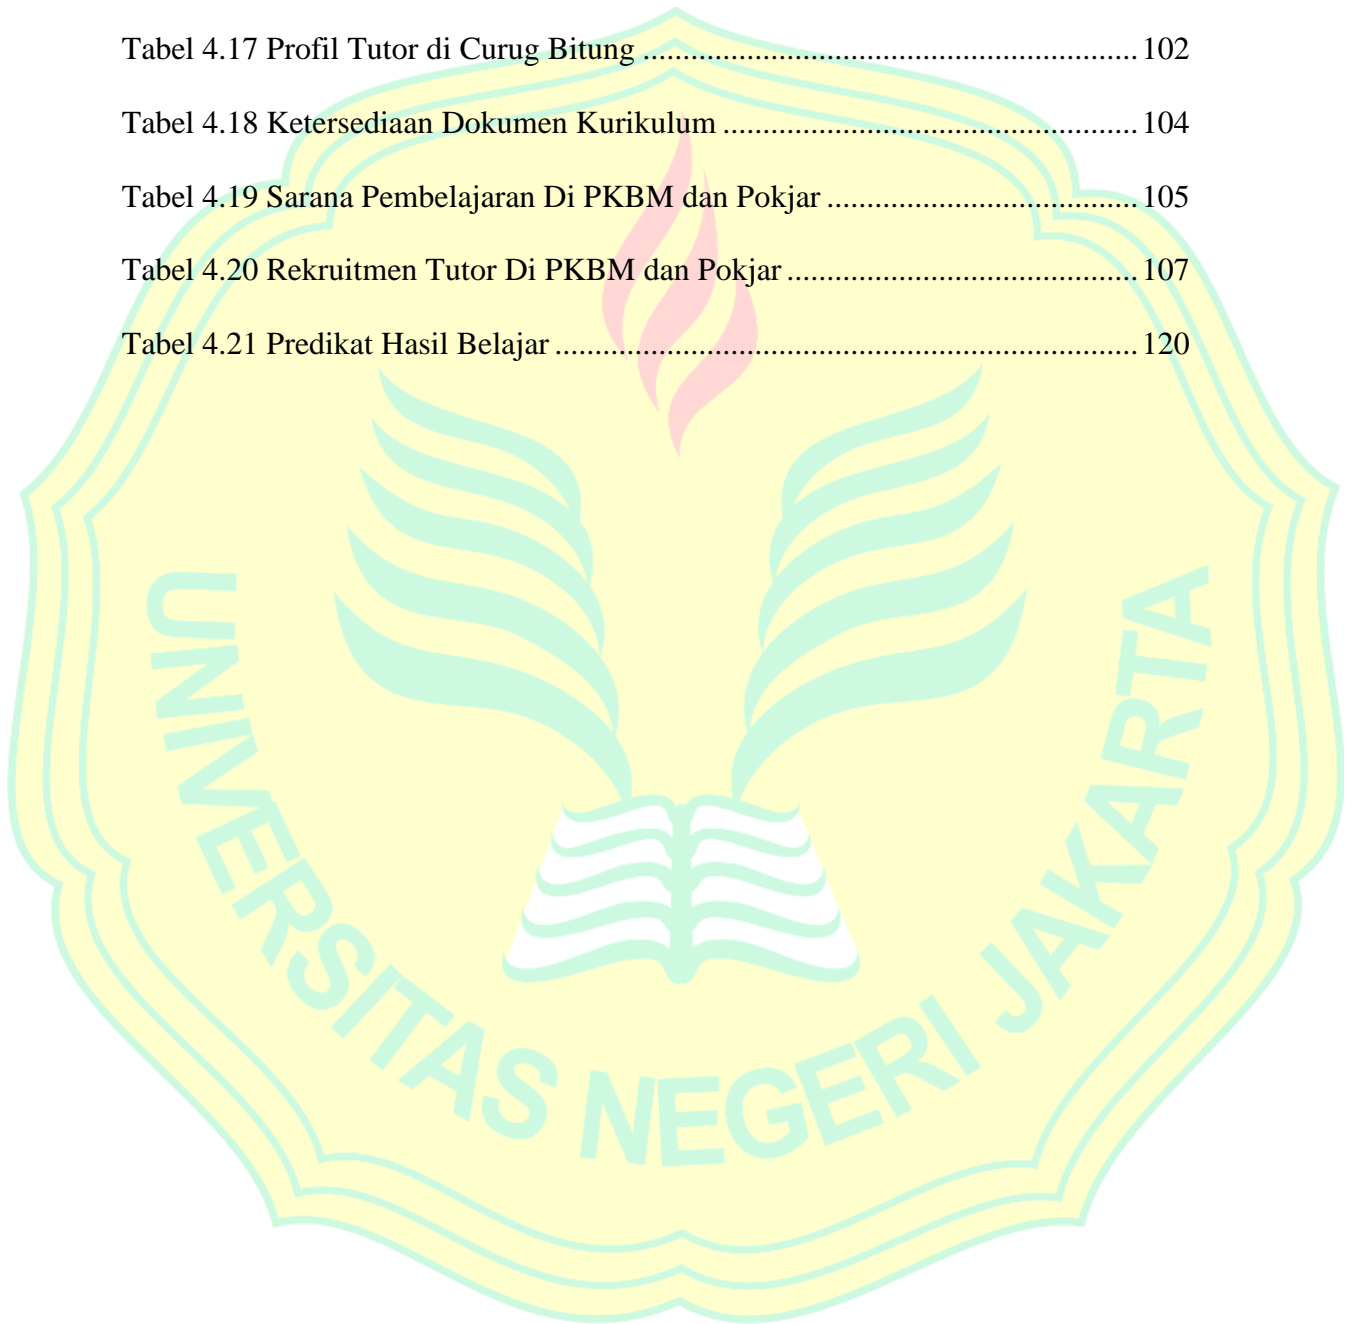 Tabel 4.17 Profil Tutor di Curug Bitung ............................................................... 102
Tabel 4.18 Ketersediaan Dokumen Kurikulum ..................................................... 104
Tabel 4.19 Sarana Pembelajaran Di PKBM dan Pokjar ........................................ 105
Tabel 4.20 Rekruitmen Tutor Di PKBM dan Pokjar ............................................. 107
Tabel 4.21 Predikat Hasil Belajar .......................................................................... 120
UNIVERSITAS NEGERI JAKARTA